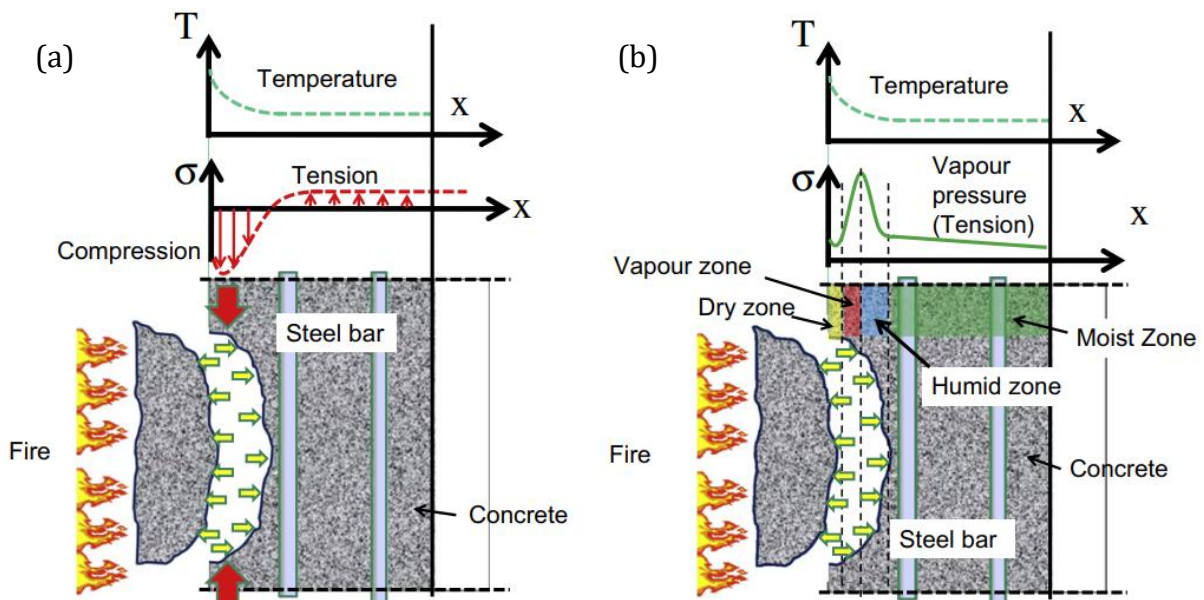 (a)
T
Temperature
X
σ
Tension
X
Compression
Steel bar
Fire
Concrete
(b)
T
Temperature
X
σ
Vapour
pressure
(Tension)
X
Vapour zone
Dry zone
Moist Zone
Humid zone
Fire
Concrete
Steel bar